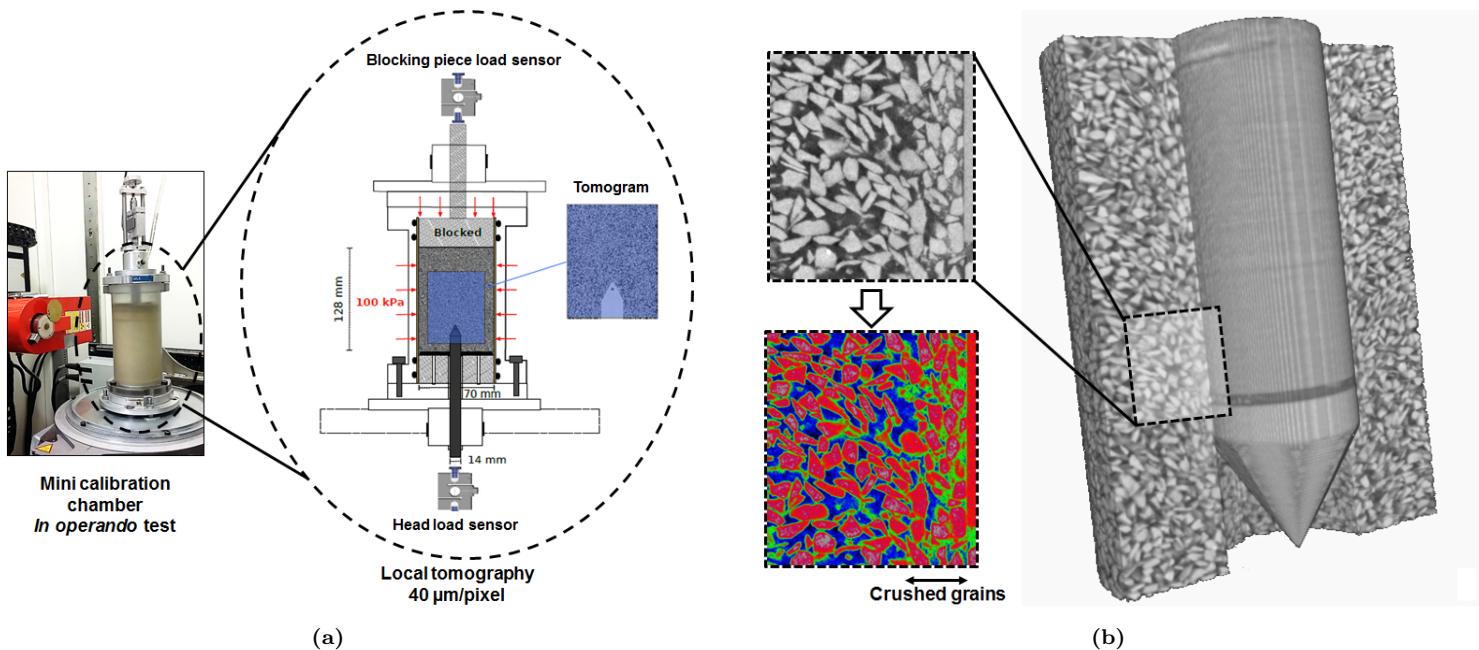 Blocking piece load sensor
Tomogram
Blocked
128 mm
100 kPa
70 mm
14 mm
Head load sensor
Mini calibration
chamber
In operando test
Local tomography
40 µm/pixel
(a)
Crushed grains
(b)